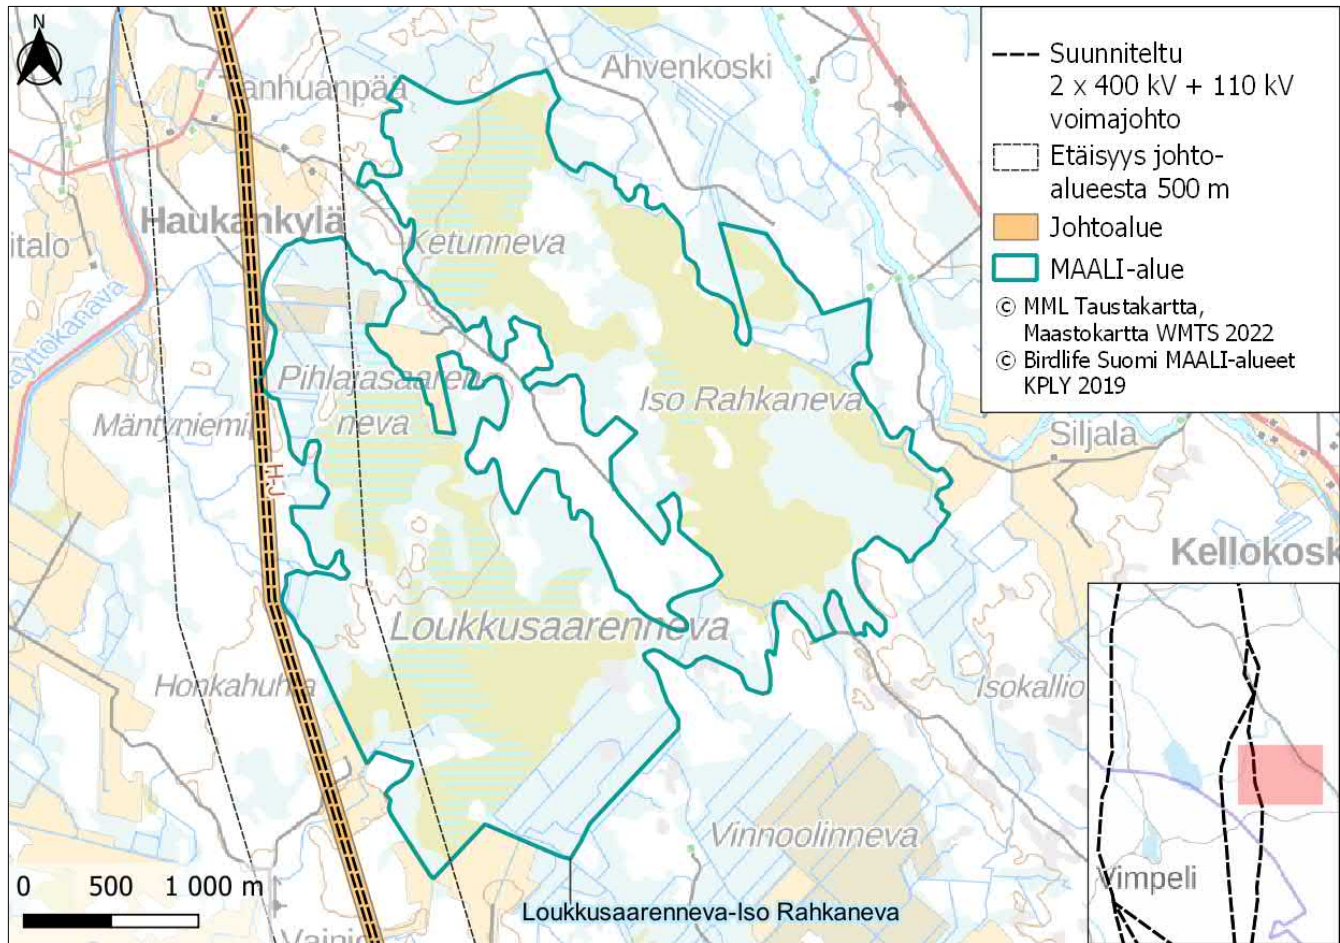 N
Ahvenkoski
Haukankylä
italo
Ketunneva
Pihlajasaaren
neva
Mäntyniemi
H-J
Iso Rahkaneva
Siljala
Kellokosk
Loukkusaarenneva
Honkahuhta
Isokallio
Vinnoolinneva
Loukkusaarenneva-Iso Rahkaneva
0 500 1 000 m
Suunniteltu
2 x 400 kV + 110 kV
voimajohto
Etäisyys johto-
alueesta 500 m
Johtoalue
MAALI-alue
© MML Taustakartta,
Maastokartta WMTS 2022
© Birdlife Suomi MAALI-alueet
KPLY 2019
Vimpeli